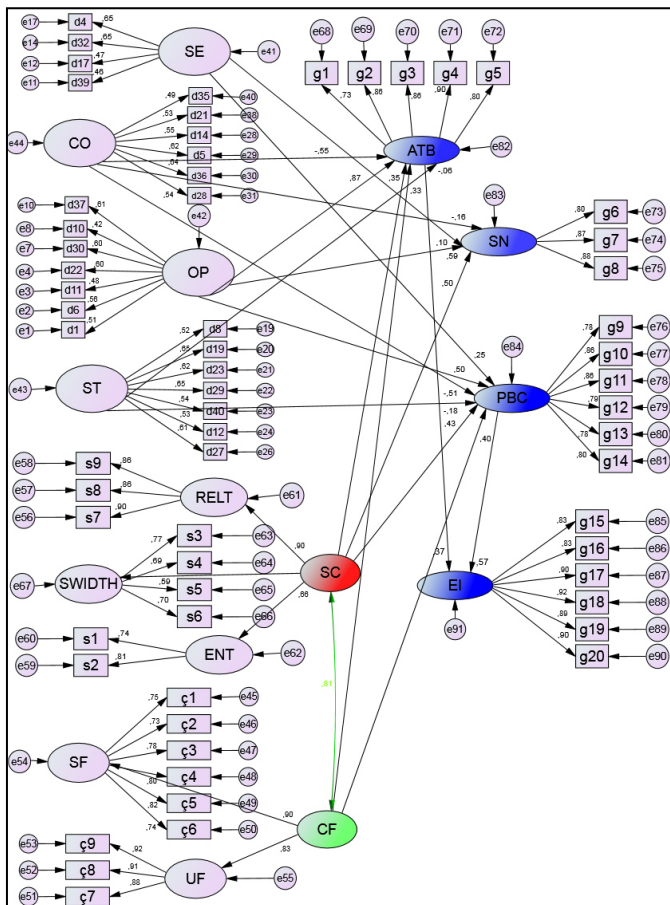 e17 d4 ,65
e14 d32 ,65
e12 d17 ,47
e11 d39 ,46
SE e41
e68 e69 e70 e71 e72
g1 g2 g3 g4 g5
,73 ,86 ,86 ,90 ,80
ATB e82
e44 CO
,49 d35 e40
,53 d21 e38
,55 d14 e28
,62 d5 e29
,64 d36 e30
,54 d28 e31
-,55 ,87 ,35 ,33 -,06
e83 SN
-,16 ,10 ,59 ,50
,80 g6 e73
,87 g7 e74
,88 g8 e75
e10 d37 ,61
e8 d10 ,42
e7 d30 ,60
e4 d22 ,60
e3 d11 ,48
e2 d6 ,56
e1 d1 ,51
e42 OP
e43 ST
,52 d8 e19
,65 d19 e20
,62 d23 e21
,65 d29 e22
,54 d40 e23
,53 d12 e24
,61 d27 e26
e84 PBC
,25 ,50 -,51 -,18 ,43 ,40
,78 g9 e76
,86 g10 e77
,86 g11 e78
,79 g12 e79
,78 g13 e80
,80 g14 e81
e58 s9 ,86
e57 s8 ,86
e56 s7 ,90
RELT e61
,90
e67 SWIDTH
,77 s3 e63
,69 s4 e64
,59 s5 e65
,70 s6 e66
SC
,66
e60 s1 ,74
e59 s2 ,81
ENT e62
,37 ,57
EI e91
,83 g15 e85
,83 g16 e86
,90 g17 e87
,92 g18 e88
,89 g19 e89
,90 g20 e90
,81
e54 SF
,75 ç1 e45
,73 ç2 e46
,78 ç3 e47
,80 ç4 e48
,82 ç5 e49
,74 ç6 e50
,90 CF
,83
e53 ç9 ,92
e52 ç8 ,91
e51 ç7 ,88
UF e55